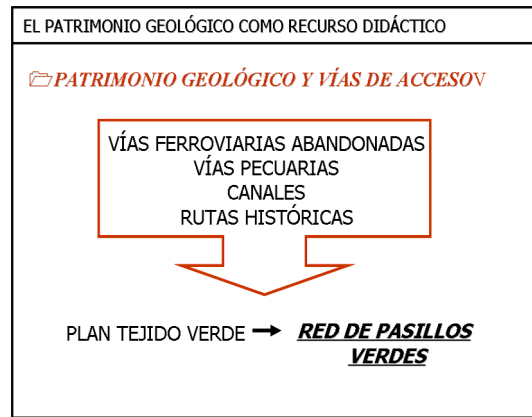 EL PATRIMONIO GEOLÓGICO COMO RECURSO DIDÁCTICO
PATRIMONIO GEOLÓGICO Y VÍAS DE ACCESOV
VÍAS FERROVIARIAS ABANDONADAS
VÍAS PECUARIAS
CANALES
RUTAS HISTÓRICAS
PLAN TEJIDO VERDE → RED DE PASILLOS
VERDES